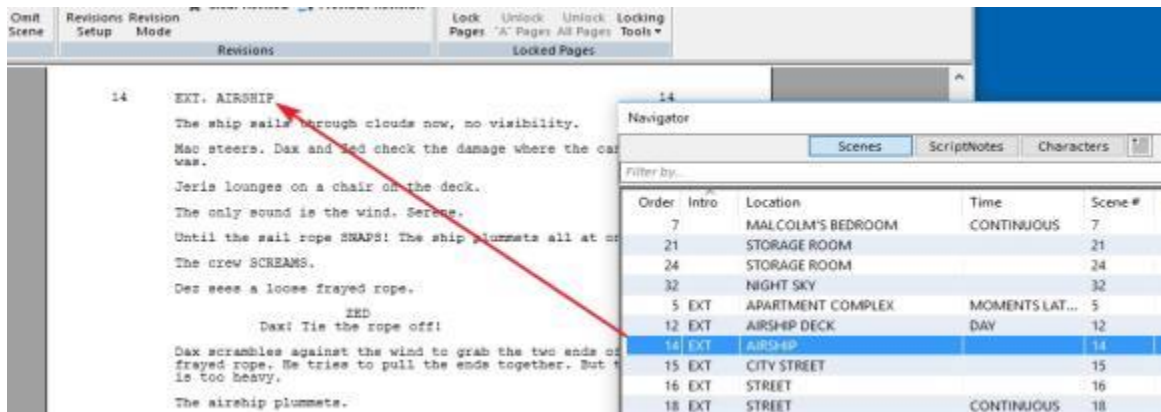 Omit Revisions Revision Lock Unlock Unlock Locking
Scene Setup Mode Pages "A" Pages All Pages Tools
Revisions Locked Pages
14 EXT. AIRSHIP 14
The ship sails through clouds now, no visibility.
Mac steers. Dax and Zed check the damage where the
was.
Jeris lounges on a chair on the deck.
The only sound is the wind. Serene.
Until the sail rope SNAPS! The ship plummets all at
The crew SCREAMS.
Dez sees a loose frayed rope.
ZED
Dax! Tie the rope off!
Dax scrambles against the wind to grab the two ends
frayed rope. He tries to pull the ends together. But
is too heavy.
The airship plummets.
Navigator
Scenes ScriptNotes Characters
Filter by...
Order Intro Location Time Scene #
7 MALCOLM'S BEDROOM CONTINUOUS 7
21 STORAGE ROOM 21
24 STORAGE ROOM 24
32 NIGHT SKY 32
5 EXT APARTMENT COMPLEX MOMENTS LAT... 5
12 EXT AIRSHIP DECK DAY 12
14 EXT AIRSHIP 14
15 EXT CITY STREET 15
16 EXT STREET 16
18 EXT STREET CONTINUOUS 18